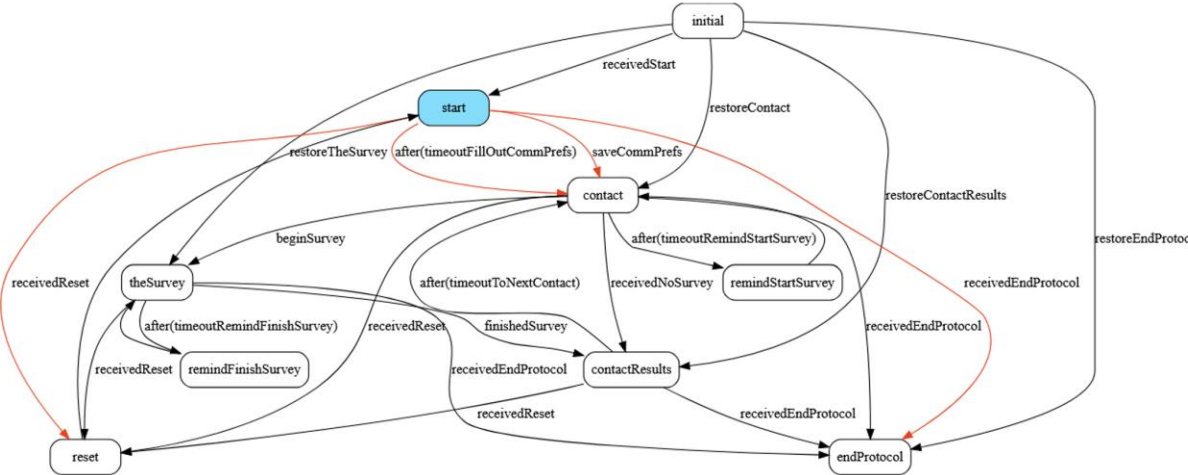 initial
receivedStart
start
restoreContact
restoreTheSurvey
after(timeoutFillOutCommPrefs)
saveCommPrefs
contact
restoreContactResults
beginSurvey
after(timeoutRemindStartSurvey)
restoreEndProtoc
receivedReset
theSurvey
after(timeoutToNextContact)
receivedNoSurvey
remindStartSurvey
receivedEndProtocol
after(timeoutRemindFinishSurvey)
receivedReset
finishedSurvey
receivedEndProtocol
receivedReset
remindFinishSurvey
receivedEndProtocol
contactResults
receivedReset
receivedEndProtocol
reset
endProtocol